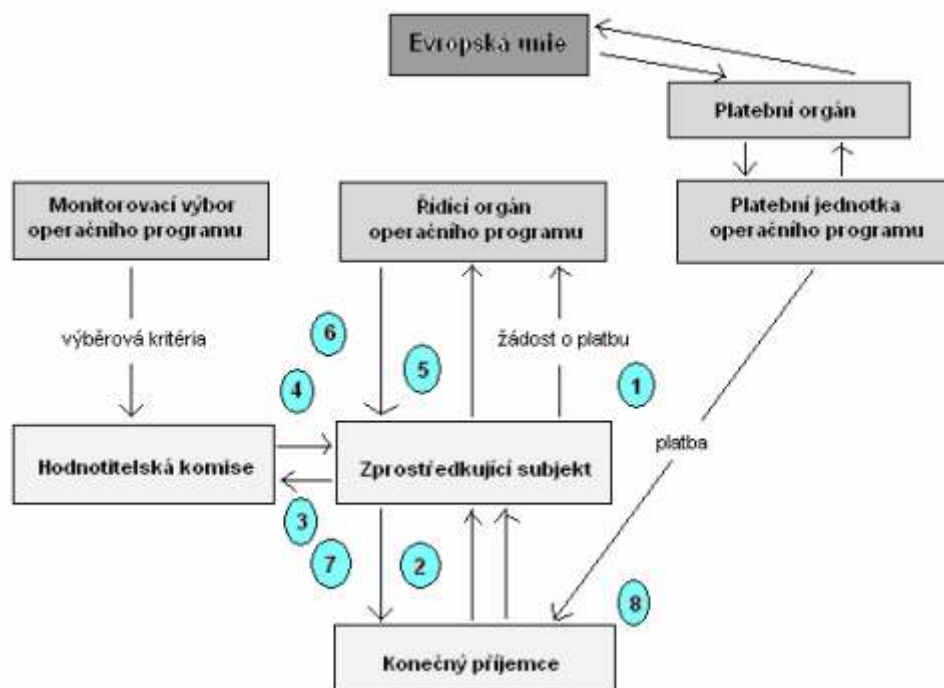 Evropská unie
Platební orgán
Monitorovací výbor
operačního programu
Řídící orgán
operačního programu
Platební jednotka
operačního programu
výběrová kritéria
6
žádost o platbu
4
5
1
Hodnotitelská komise
Zprostředkující subjekt
platba
3
7
2
8
Konečný příjemce